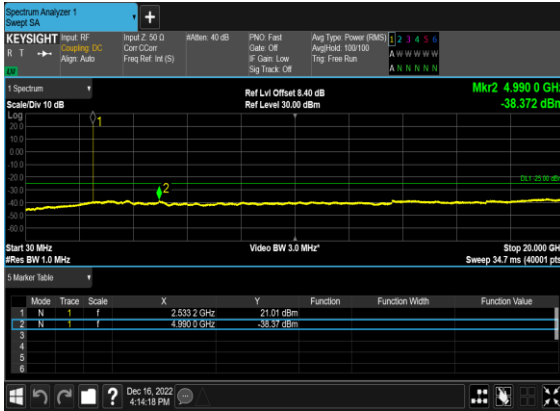 Spectrum Analyzer 1
Swept SA
+
KEYSIGHT
R T
Input: RF
Coupling: DC
Align: Auto
Input Z: 50 Ω
Corr CCorr
Freq Ref: Int (S)
#Atten: 40 dB
PNO: Fast
Gate: Off
IF Gain: Low
Sig Track: Off
Avg Type: Power (RMS)
Avg|Hold: 100/100
Trig: Free Run
1 2 3 4 5 6
A W W W W W
A N N N N N
1 Spectrum
Scale/Div 10 dB
Ref Lvl Offset 8.40 dB
Ref Level 30.00 dBm
Mkr2 4.990 0 GHz
-38.372 dBm
Log
20.0
10.0
0.00
-10.0
-20.0
-30.0
-40.0
-50.0
-60.0
1
2
DL1 -25.00 dBm
Start 30 MHz
#Res BW 1.0 MHz
Video BW 3.0 MHz*
Stop 20.000 GHz
Sweep 34.7 ms (40001 pts)
5 Marker Table
Mode Trace Scale X Y Function Function Width Function Value
1 N 1 f 2.533 2 GHz 21.01 dBm
2 N 1 f 4.990 0 GHz -38.37 dBm
3
4
5
6
?
Dec 16, 2022
4:14:18 PM